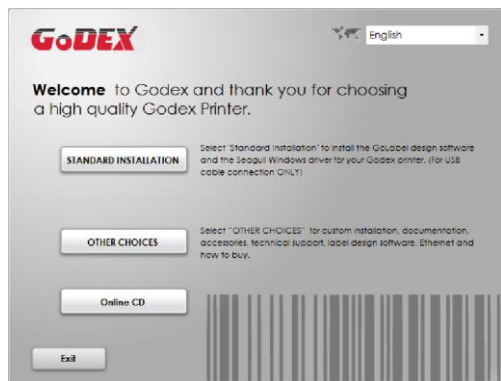 GoDEX
English
Welcome to Godex and thank you for choosing
a high quality Godex Printer.
STANDARD INSTALLATION
Select 'Standard Installation' to install the GoLabel design software
and the Seagull Windows driver for your Godex printer. (For USB
cable connection ONLY)
OTHER CHOICES
Select "OTHER CHOICES" for custom installation, documentation,
accessories, technical support, label design software, Ethernet and
how to buy.
Online CD
Exit